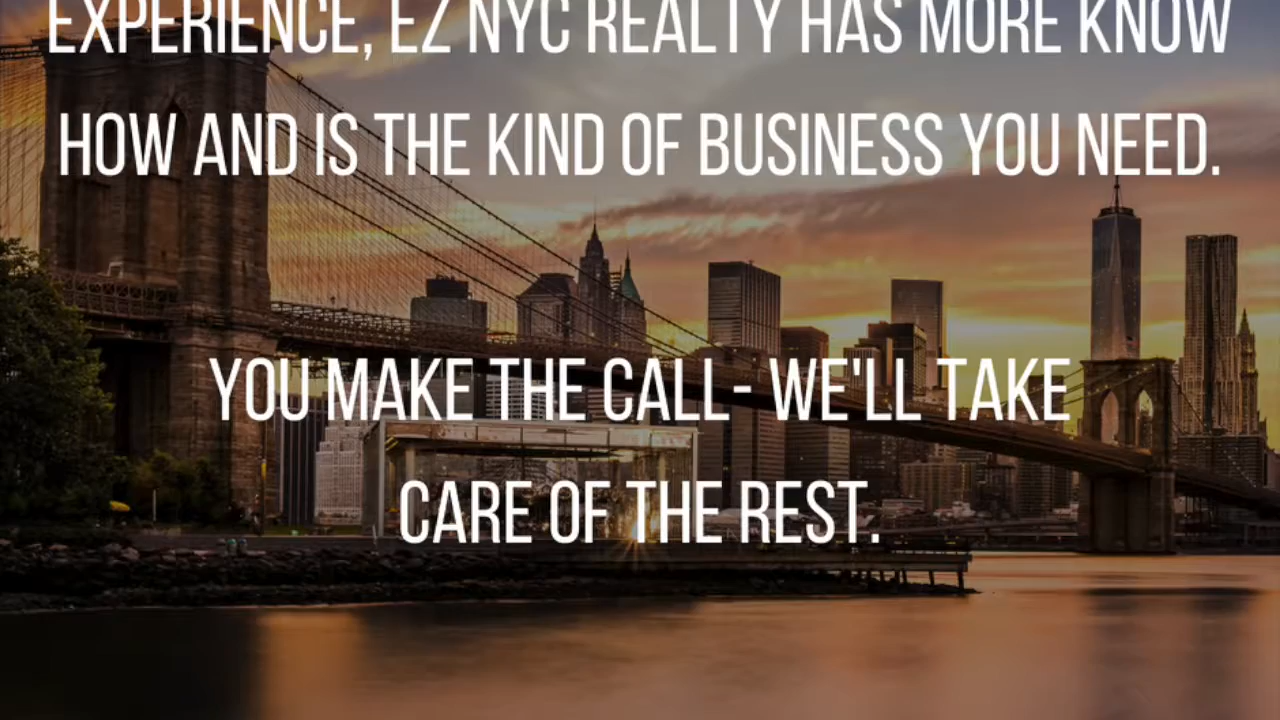 EXPERIENCE, EZ NYC REALTY HAS MORE KNOW
HOW AND IS THE KIND OF BUSINESS YOU NEED.
YOU MAKE THE CALL- WE'LL TAKE
CARE OF THE REST.